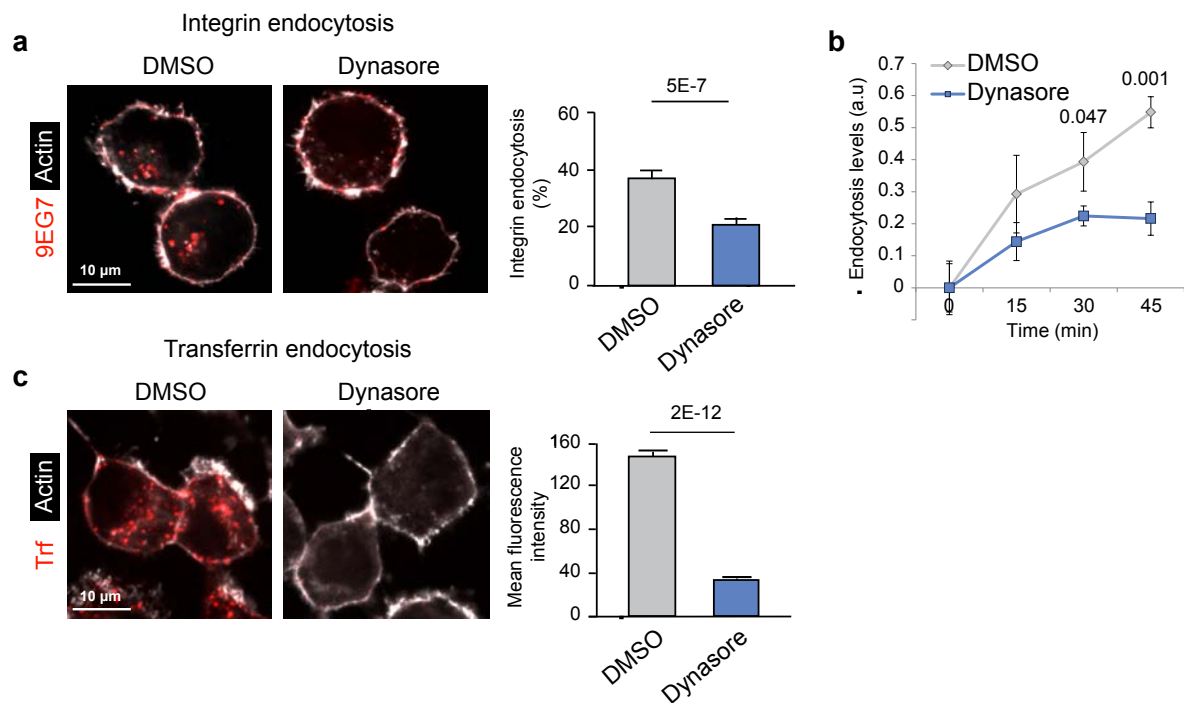 Integrin endocytosis
a
DMSO
Dynasore
9EG7 Actin
10 µm
5E-7
Integrin endocytosis
(%)
60
40
20
0
DMSO
Dynasore
b
DMSO
Dynasore
0.001
0.047
Endocytosis levels (a.u)
0.7
0.6
0.5
0.4
0.3
0.2
0.1
0
0 15 30 45
Time (min)
Transferrin endocytosis
c
DMSO
Dynasore
Trf Actin
10 µm
2E-12
Mean fluorescence
intensity
160
120
80
40
0
DMSO
Dynasore